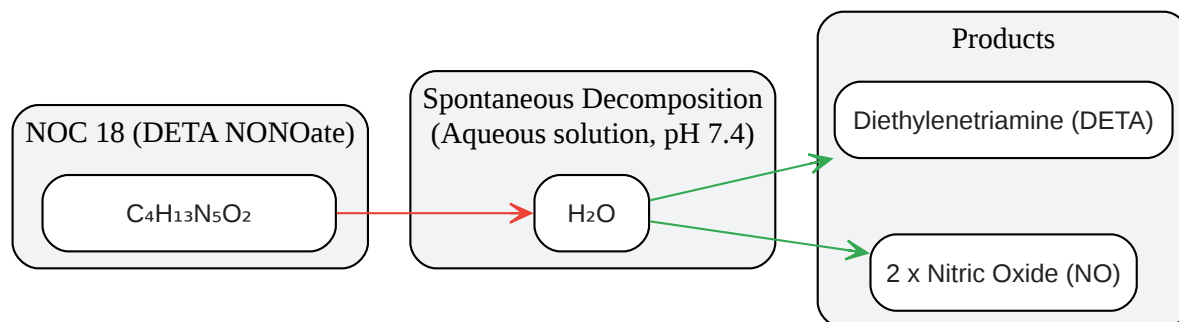 NOC 18 (DETA NONOate)
C₄H₁₃N₅O₂
Spontaneous Decomposition
(Aqueous solution, pH 7.4)
H₂O
Products
Diethylenetriamine (DETA)
2 x Nitric Oxide (NO)